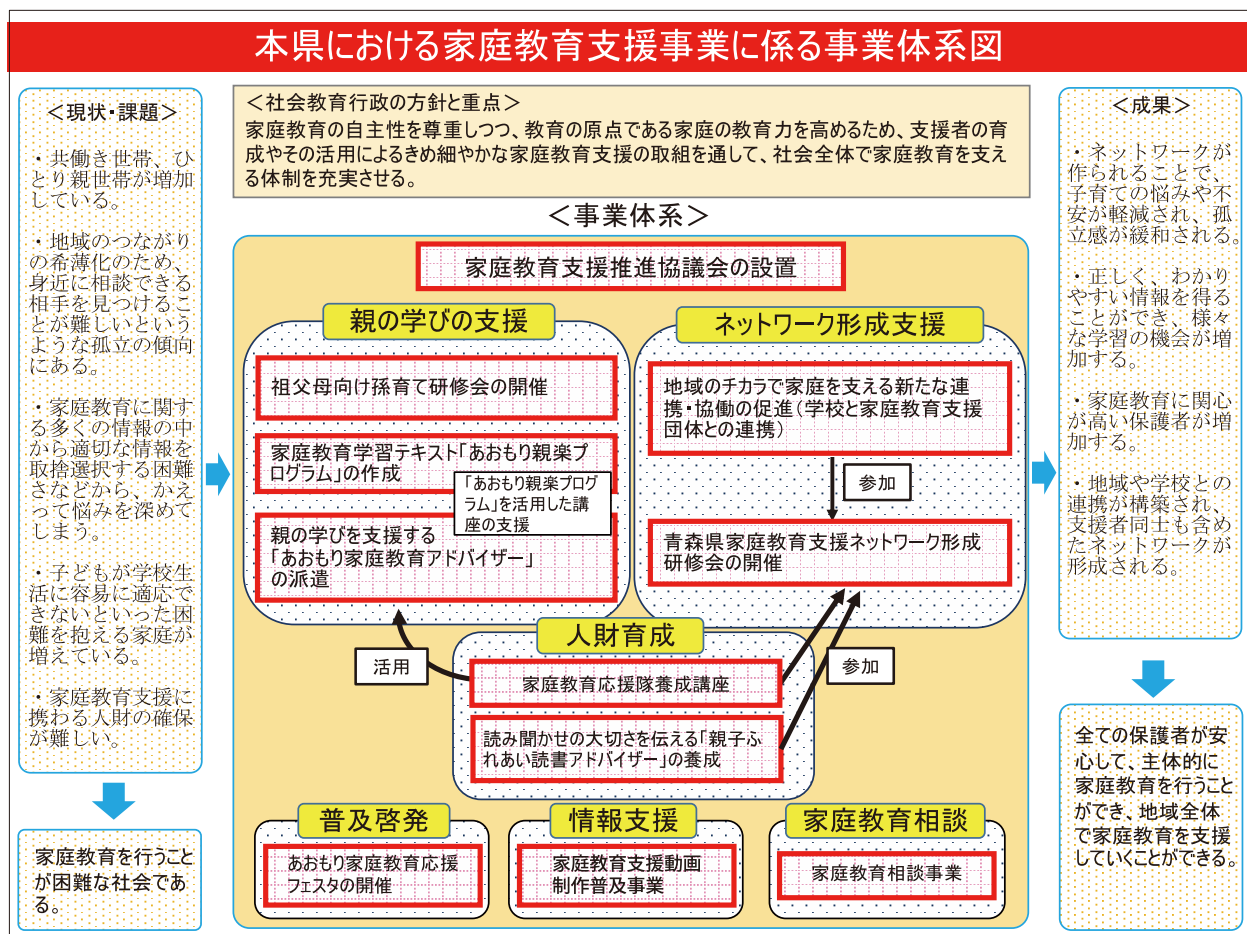 本県における家庭教育支援事業に係る事業体系図
＜現状・課題＞
・共働き世帯、ひ
とり親世帯が増加
している。
・地域のつながり
の希薄化のため、
身近に相談できる
相手を見つけるこ
とが難しいという
ような孤立の傾向
にある。
・家庭教育に関す
る多くの情報の中
から適切な情報を
取捨選択する困難
さなどから、かえ
って悩みを深めて
しまう。
・子どもが学校生
活に容易に適応で
きないといった困
難を抱える家庭が
増えている。
・家庭教育支援に
携わる人財の確保
が難しい。
家庭教育を行うこと
が困難な社会であ
る。
＜社会教育行政の方針と重点＞
家庭教育の自主性を尊重しつつ、教育の原点である家庭の教育力を高めるため、支援者の育
成やその活用によるきめ細やかな家庭教育支援の取組を通して、社会全体で家庭教育を支え
る体制を充実させる。
＜事業体系＞
家庭教育支援推進協議会の設置
親の学びの支援
祖父母向け孫育て研修会の開催
家庭教育学習テキスト「あおもり親楽プ
ログラム」の作成
「あおもり親楽プログ
ラム」を活用した講
座の支援
親の学びを支援する
「あおもり家庭教育アドバイザー」
の派遣
ネットワーク形成支援
地域のチカラで家庭を支える新たな連
携・協働の促進（学校と家庭教育支援
団体との連携）
参加
青森県家庭教育支援ネットワーク形成
研修会の開催
人財育成
活用
参加
家庭教育応援隊養成講座
読み聞かせの大切さを伝える「親子ふ
れあい読書アドバイザー」の養成
普及啓発
あおもり家庭教育応援
フェスタの開催
情報支援
家庭教育支援動画
制作普及事業
家庭教育相談
家庭教育相談事業
＜成果＞
・ネットワークが
作られることで、
子育ての悩みや不
安が軽減され、孤
立感が緩和される。
・正しく、わかり
やすい情報を得る
ことができ、様々
な学習の機会が増
加する。
・家庭教育に関心
が高い保護者が増
加する。
・地域や学校との
連携が構築され、
支援者同士も含め
たネットワークが
形成される。
全ての保護者が安
心して、主体的に
家庭教育を行うこと
ができ、地域全体
で家庭教育を支援
していくことができる。